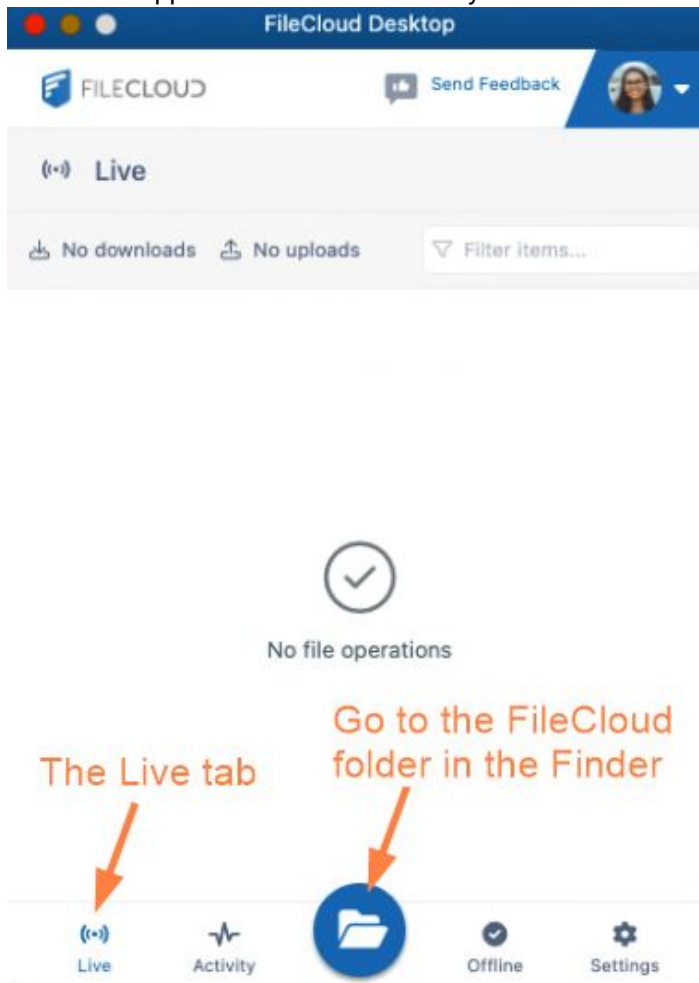 FileCloud Desktop
FILECLOUD
Send Feedback
Live
No downloads No uploads Filter items...
No file operations
Go to the FileCloud
folder in the Finder
The Live tab
Live Activity Offline Settings